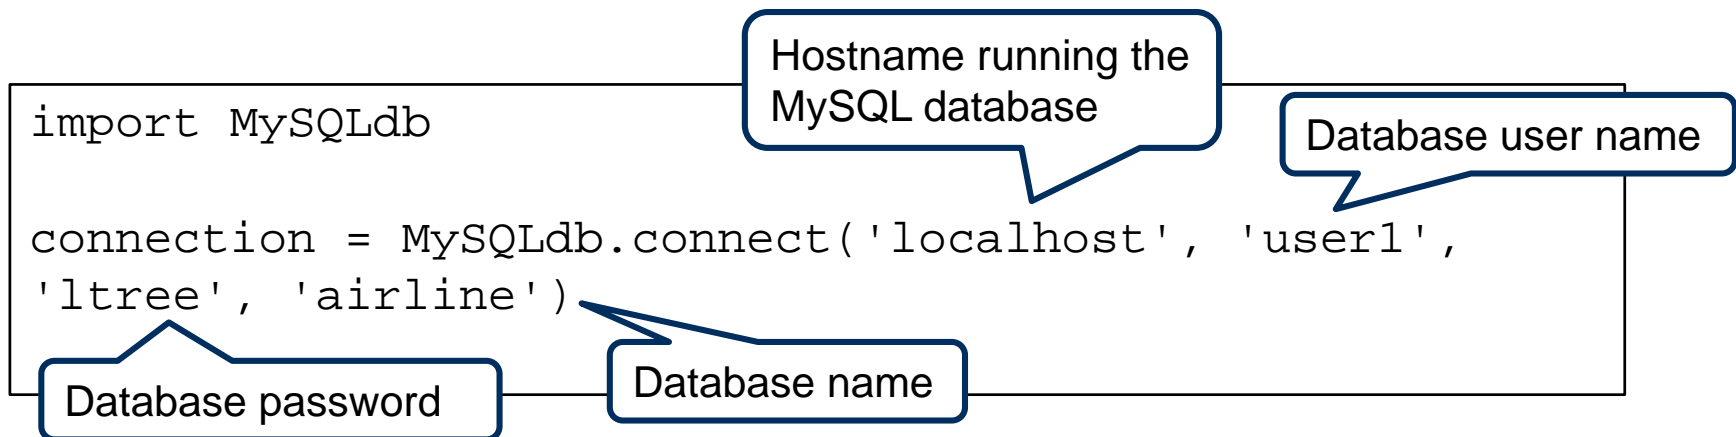 Hostname running the
MySQL database
import MySQLdb
Database user name
connection = MySQLdb.connect('localhost', 'user1',
'ltree', 'airline')
Database name
Database password